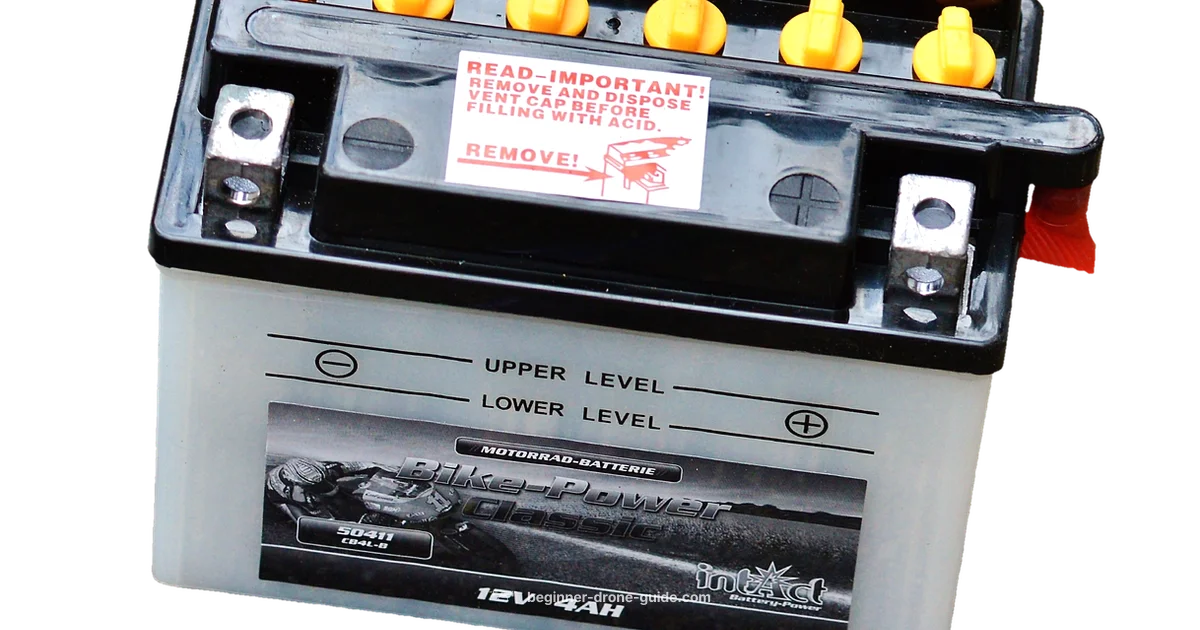 READ-IMPORTANT!
REMOVE AND DISPOSE
VENT CAP BEFORE
FILLING WITH ACID.
REMOVE!
UPPER LEVEL
LOWER LEVEL
MOTORRAD-BATTERIE
Bike-Power
Classic
50411
CB4L-B
intAct
Battery-Power
12V 4AH
beginner-drone-guide.com